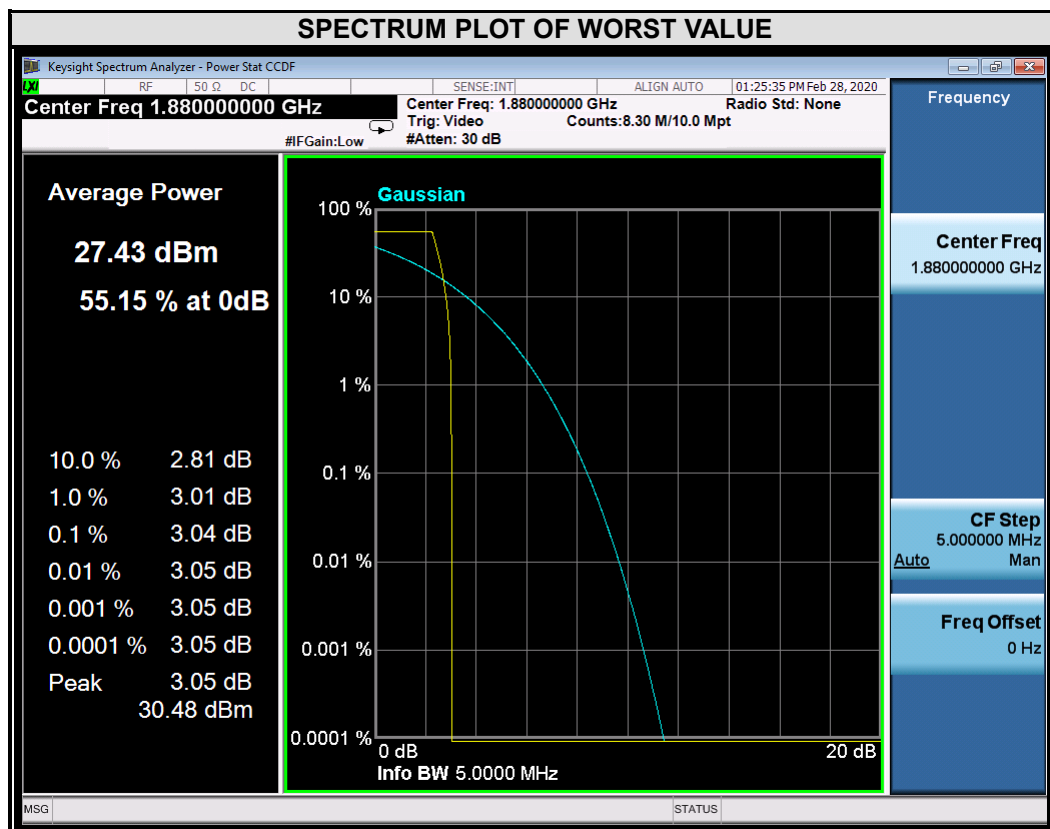 SPECTRUM PLOT OF WORST VALUE
Keysight Spectrum Analyzer - Power Stat CCDF
LXI RF 50 Ω DC SENSE:INT ALIGN AUTO 01:25:35 PM Feb 28, 2020
Center Freq 1.880000000 GHz
Center Freq: 1.880000000 GHz Radio Std: None
Trig: Video Counts:8.30 M/10.0 Mpt
#IFGain:Low #Atten: 30 dB
Frequency
Average Power
27.43 dBm
55.15 % at 0dB
10.0 % 2.81 dB
1.0 % 3.01 dB
0.1 % 3.04 dB
0.01 % 3.05 dB
0.001 % 3.05 dB
0.0001 % 3.05 dB
Peak 3.05 dB
30.48 dBm
Gaussian
100 %
10 %
1 %
0.1 %
0.01 %
0.001 %
0.0001 %
0 dB 20 dB
Info BW 5.0000 MHz
Center Freq
1.880000000 GHz
CF Step
5.000000 MHz
Auto Man
Freq Offset
0 Hz
MSG STATUS